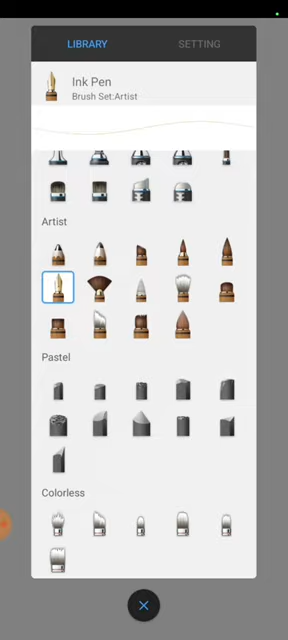 LIBRARY
SETTING
Ink Pen
Brush Set:Artist
Artist
Pastel
Colorless